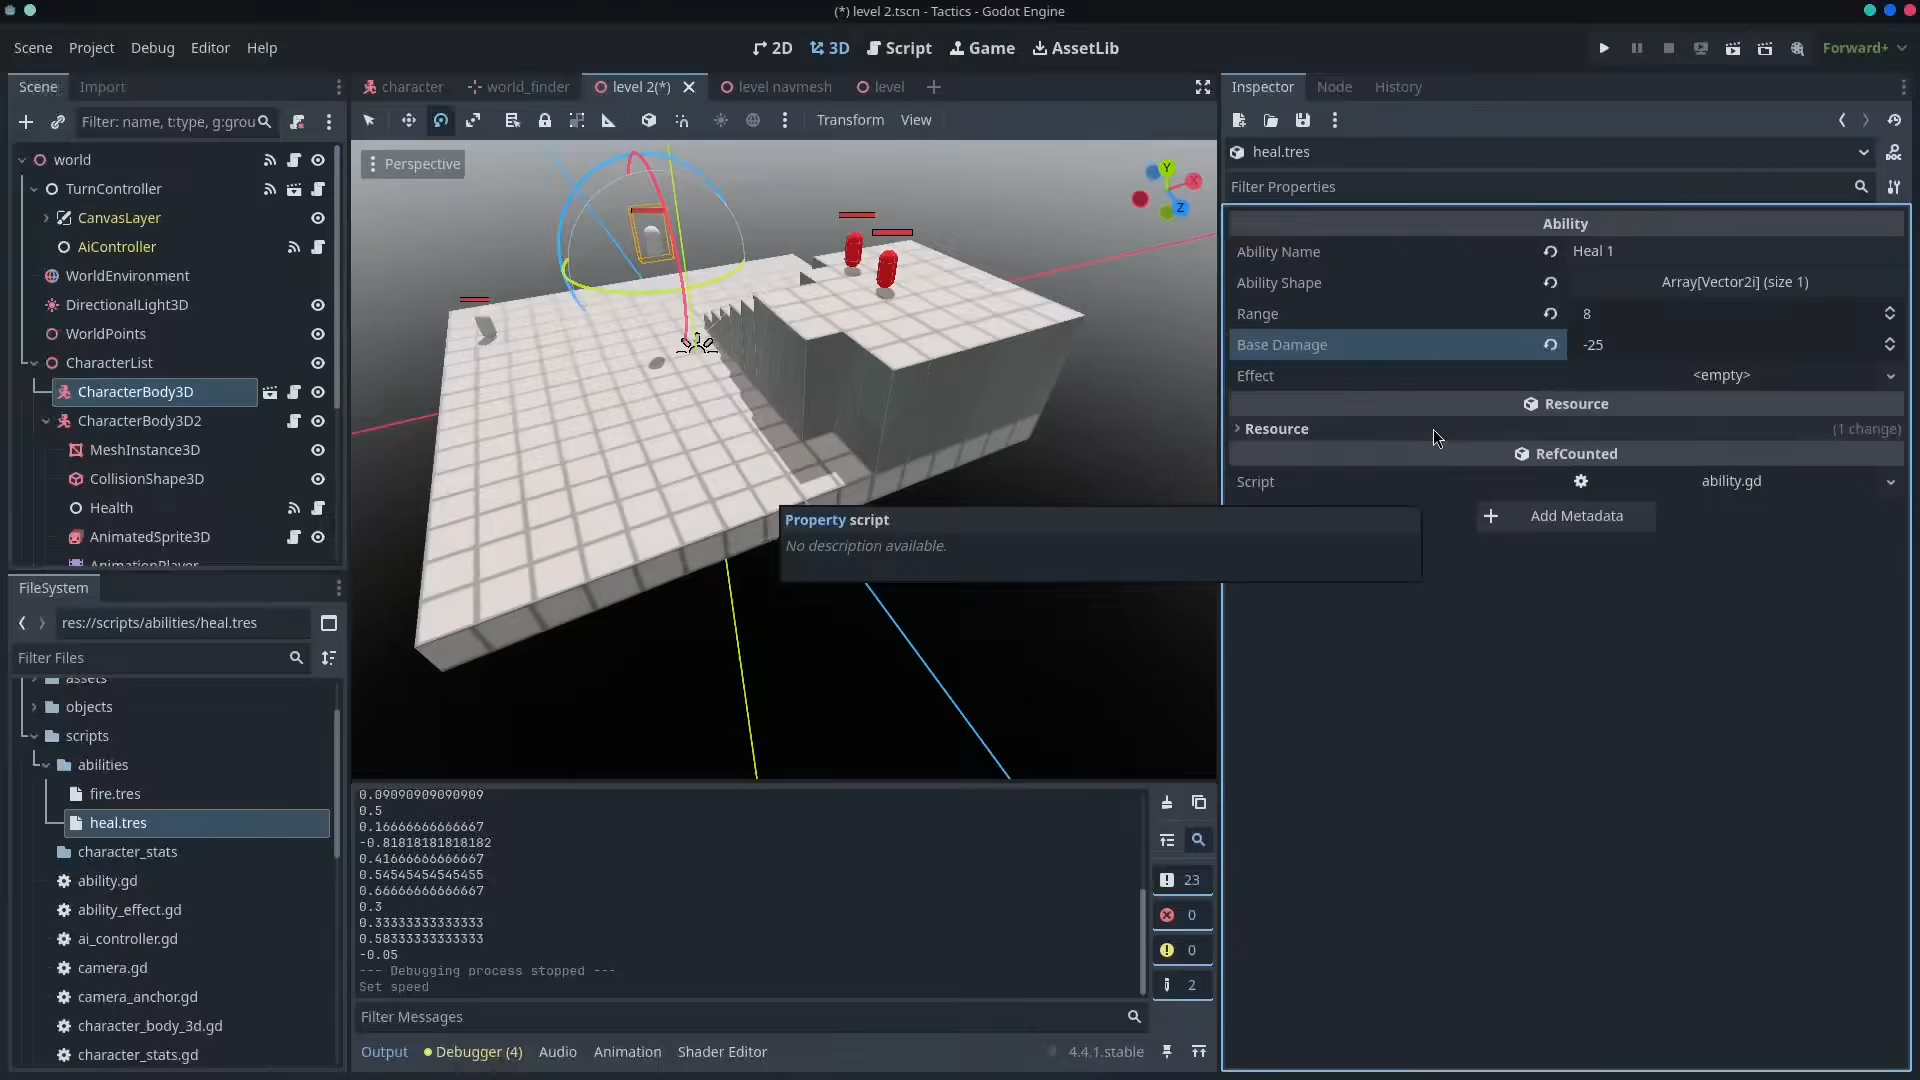 (*) level 2.tscn - Tactics - Godot Engine
Scene Project Debug Editor Help
2D 3D Script Game AssetLib
Forward+
Scene Import
Filter: name, t:type, g:grou
world
TurnController
CanvasLayer
AiController
WorldEnvironment
DirectionalLight3D
WorldPoints
CharacterList
CharacterBody3D
CharacterBody3D2
MeshInstance3D
CollisionShape3D
Health
AnimatedSprite3D
AnimationPlayer
FileSystem
res://scripts/abilities/heal.tres
Filter Files
assets
objects
scripts
abilities
fire.tres
heal.tres
character_stats
ability.gd
ability_effect.gd
ai_controller.gd
camera.gd
camera_anchor.gd
character_body_3d.gd
character_stats.gd
character world_finder level 2(*) level navmesh level
Transform View
Perspective
Y
X
Z
Property script
No description available.
0.09090909090909
0.5
0.16666666666667
-0.81818181818182
0.41666666666667
0.54545454545455
0.66666666666667
0.3
0.33333333333333
0.58333333333333
-0.05
--- Debugging process stopped ---
Set speed
23
0
0
2
Filter Messages
Output Debugger (4) Audio Animation Shader Editor 4.4.1.stable
Inspector Node History
heal.tres
DOC
Filter Properties
Ability
Ability Name Heal 1
Ability Shape Array[Vector2i] (size 1)
Range 8
Base Damage -25
Effect <empty>
Resource
Resource (1 change)
RefCounted
Script ability.gd
Add Metadata